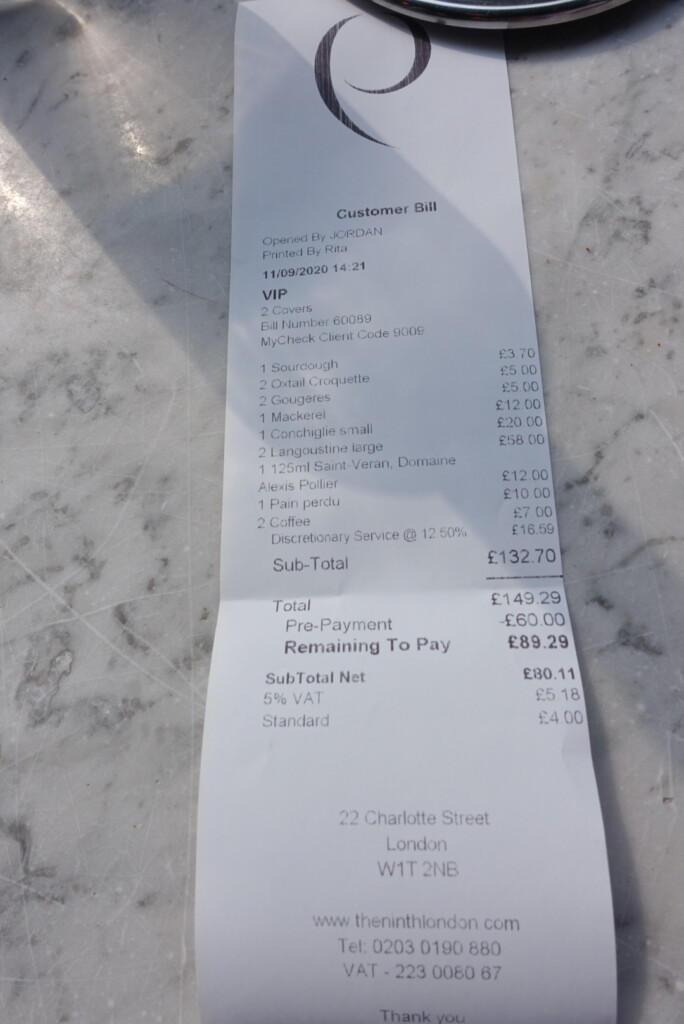 Customer Bill
Opened By JORDAN
Printed By Rita
11/09/2020 14:21
VIP
2 Covers
Bill Number 60089
MyCheck Client Code 9009
1 Sourdough £3.70
2 Oxtail Croquette £5.00
2 Gougeres £5.00
1 Mackerel £12.00
1 Conchiglie small £20.00
2 Langoustine large £58.00
1 125ml Saint-Veran, Domaine
Alexis Pollier £12.00
1 Pain perdu £10.00
2 Coffee £7.00
Discretionary Service @ 12.50% £16.59
Sub-Total £132.70
Total £149.29
Pre-Payment -£60.00
Remaining To Pay £89.29
SubTotal Net £80.11
5% VAT £5.18
Standard £4.00
22 Charlotte Street
London
W1T 2NB
www.theninthlondon.com
Tel: 0203 0190 880
VAT - 223 0080 67
Thank you